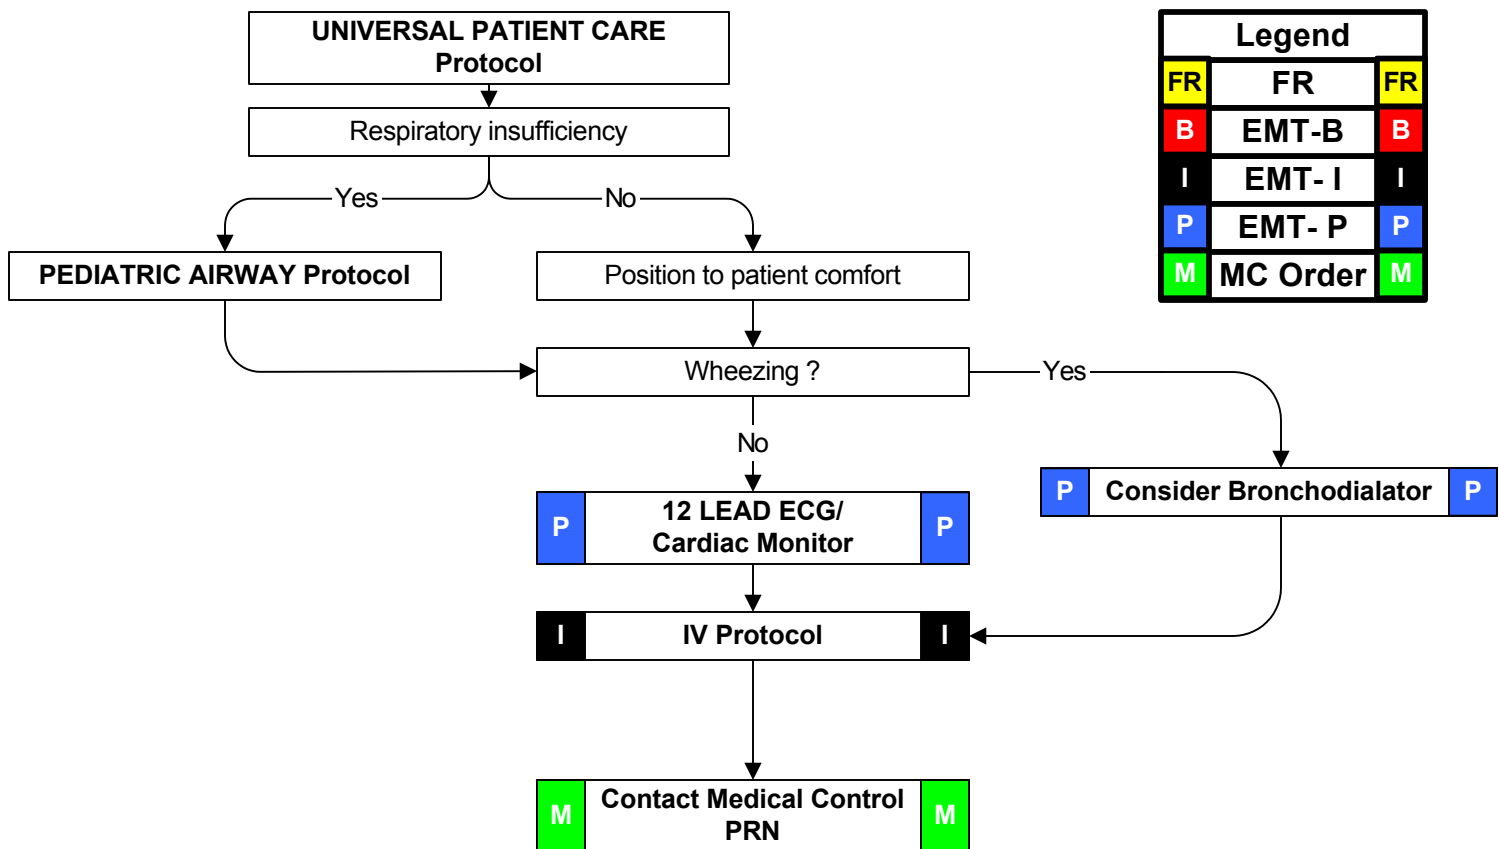 UNIVERSAL PATIENT CARE
Protocol
Respiratory insufficiency
Yes
No
PEDIATRIC AIRWAY Protocol
Position to patient comfort
Wheezing ?
Yes
No
P Consider Bronchodialator P
P 12 LEAD ECG/ P
Cardiac Monitor
I IV Protocol I
M Contact Medical Control M
PRN
Legend
FR FR FR
B EMT-B B
I EMT- I I
P EMT- P P
M MC Order M